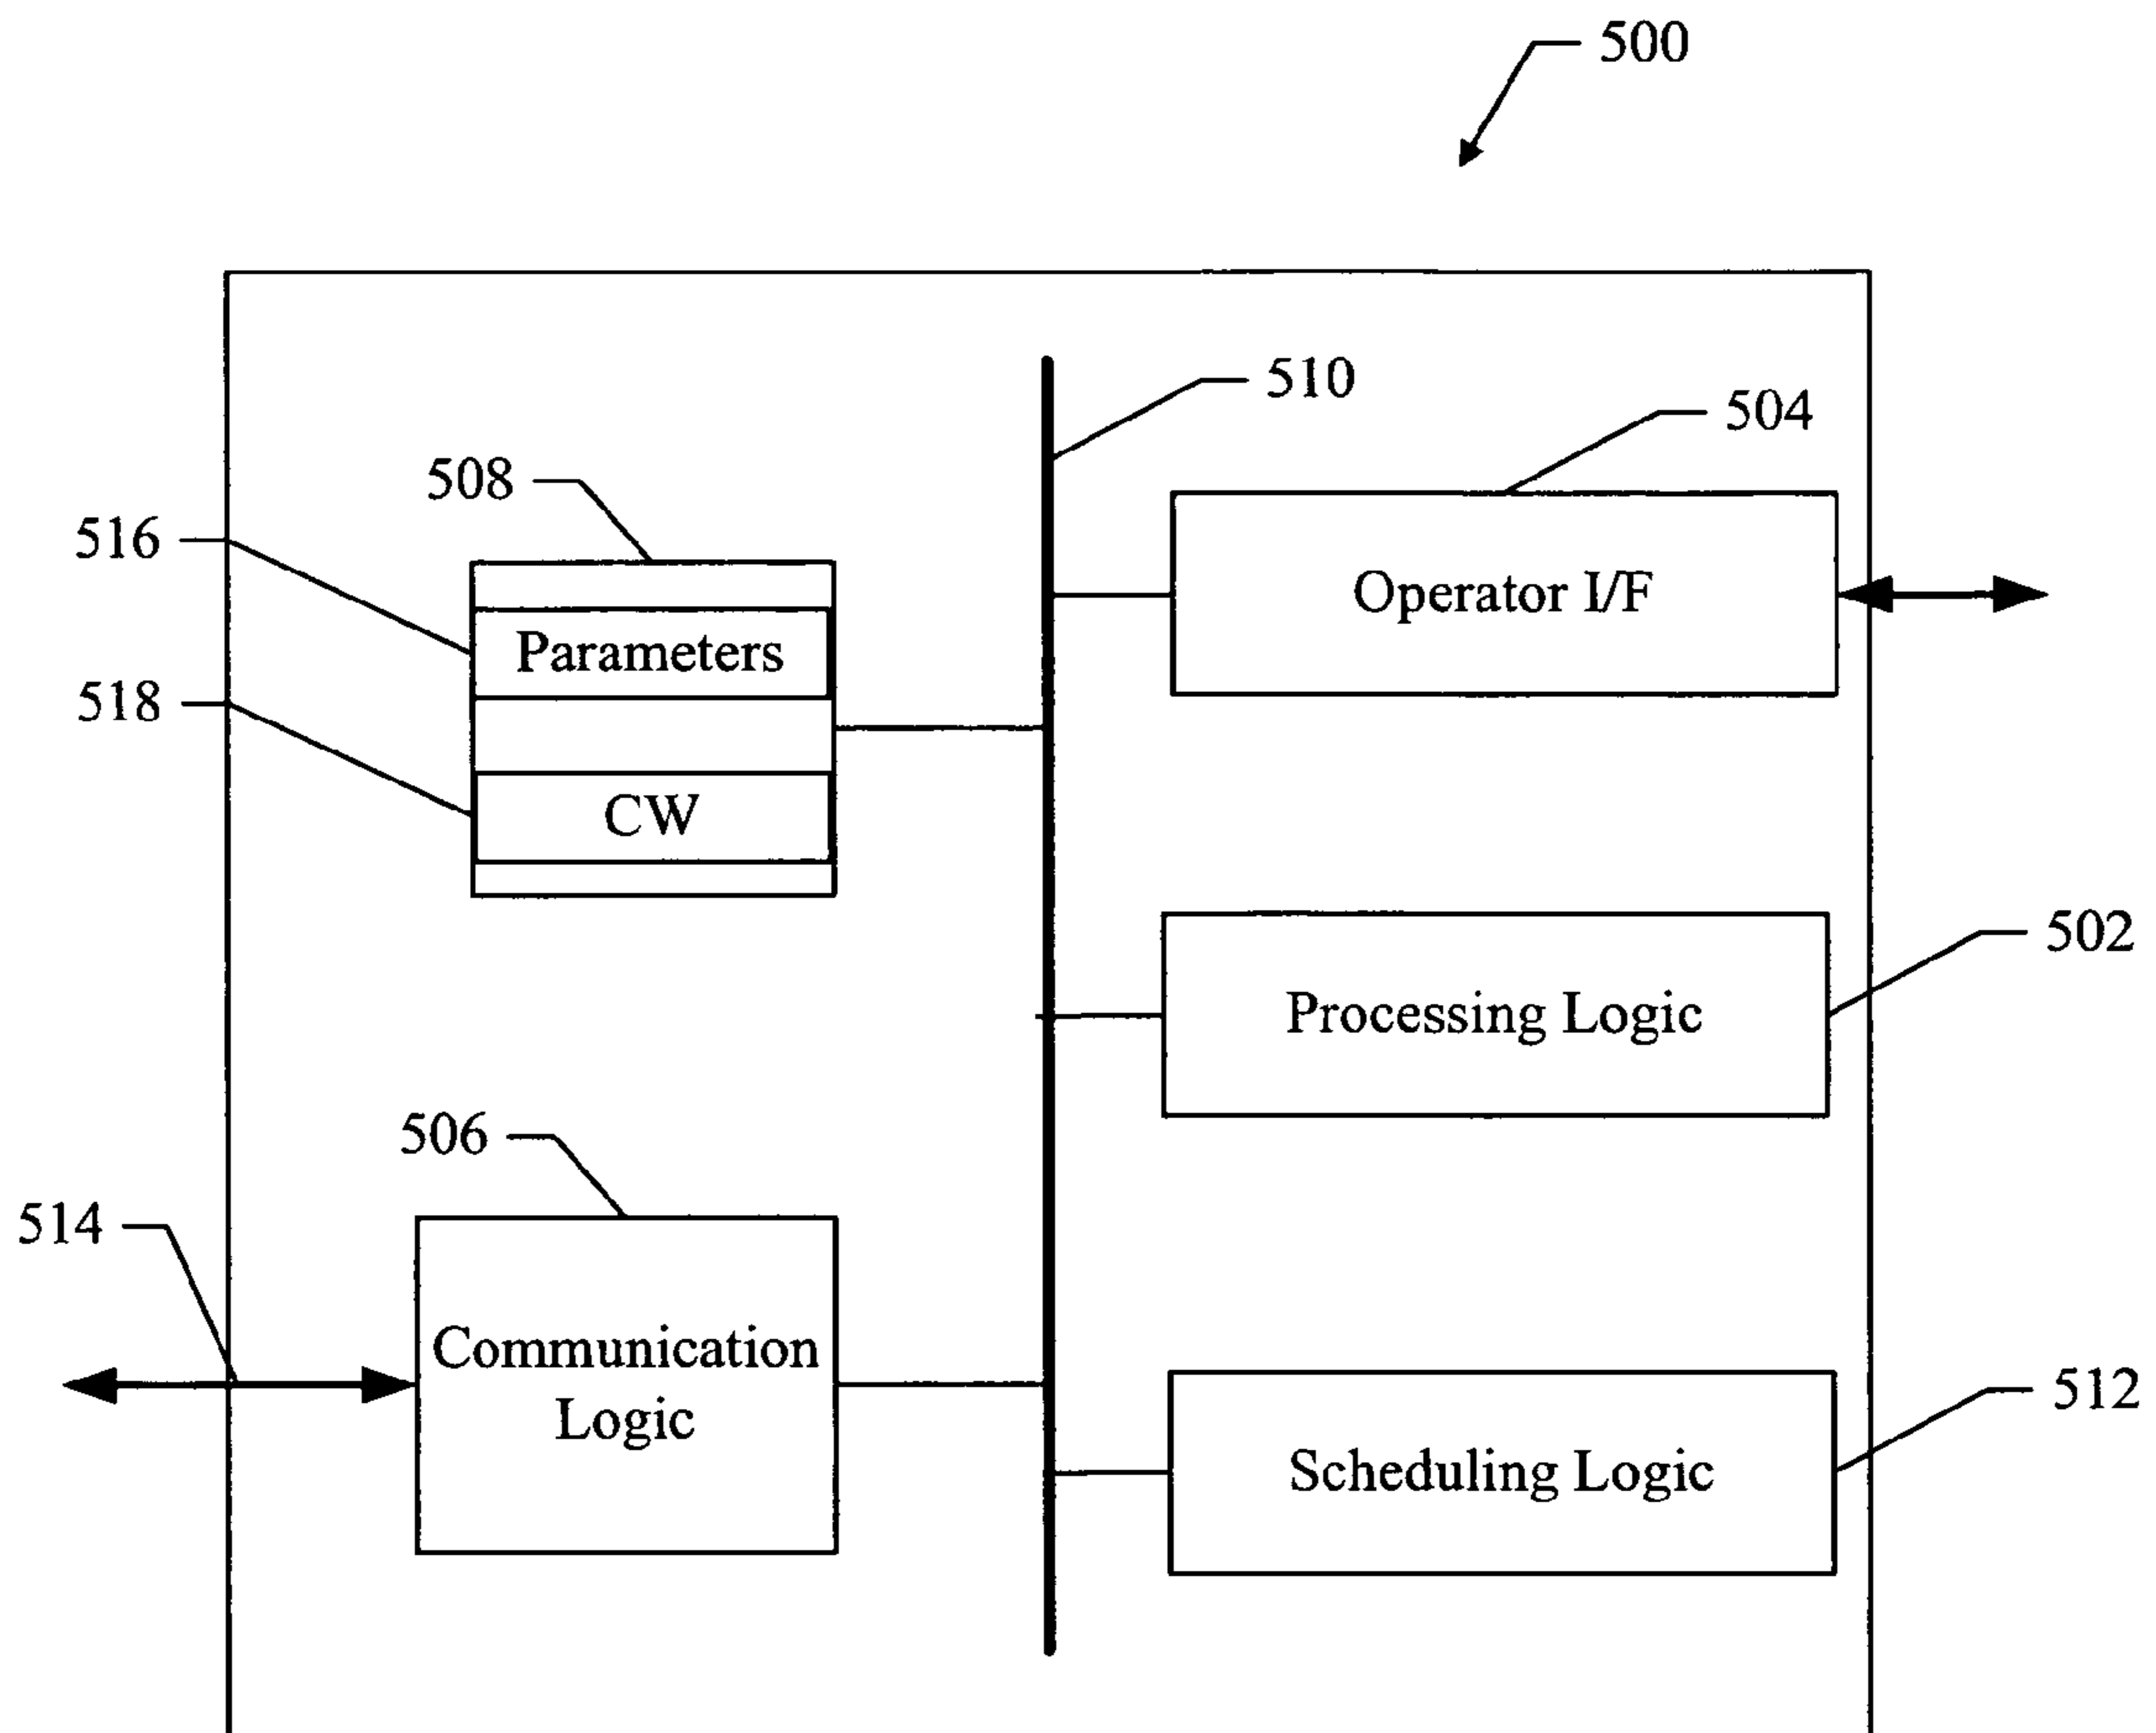 500
510
504
508
516
Parameters
Operator I/F
518
CW
502
Processing Logic
506
514
Communication
Logic
512
Scheduling Logic